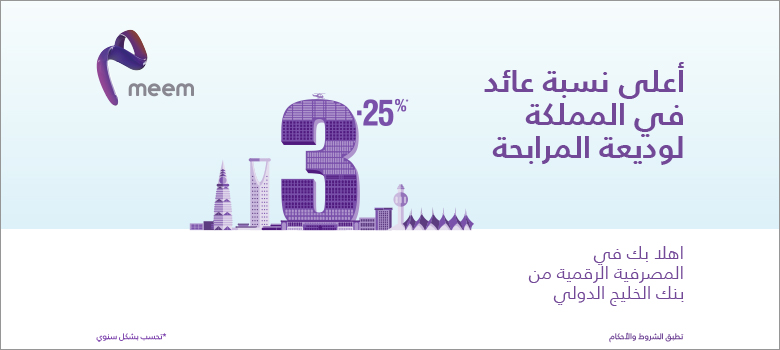 meem
أعلى نسبة عائد
في المملكة
لوديعة المرابحة
3.25%*
اهلا بك في
المصرفية الرقمية من
بنك الخليج الدولي
تطبق الشروط والأحكام
*تحسب بشكل سنوي